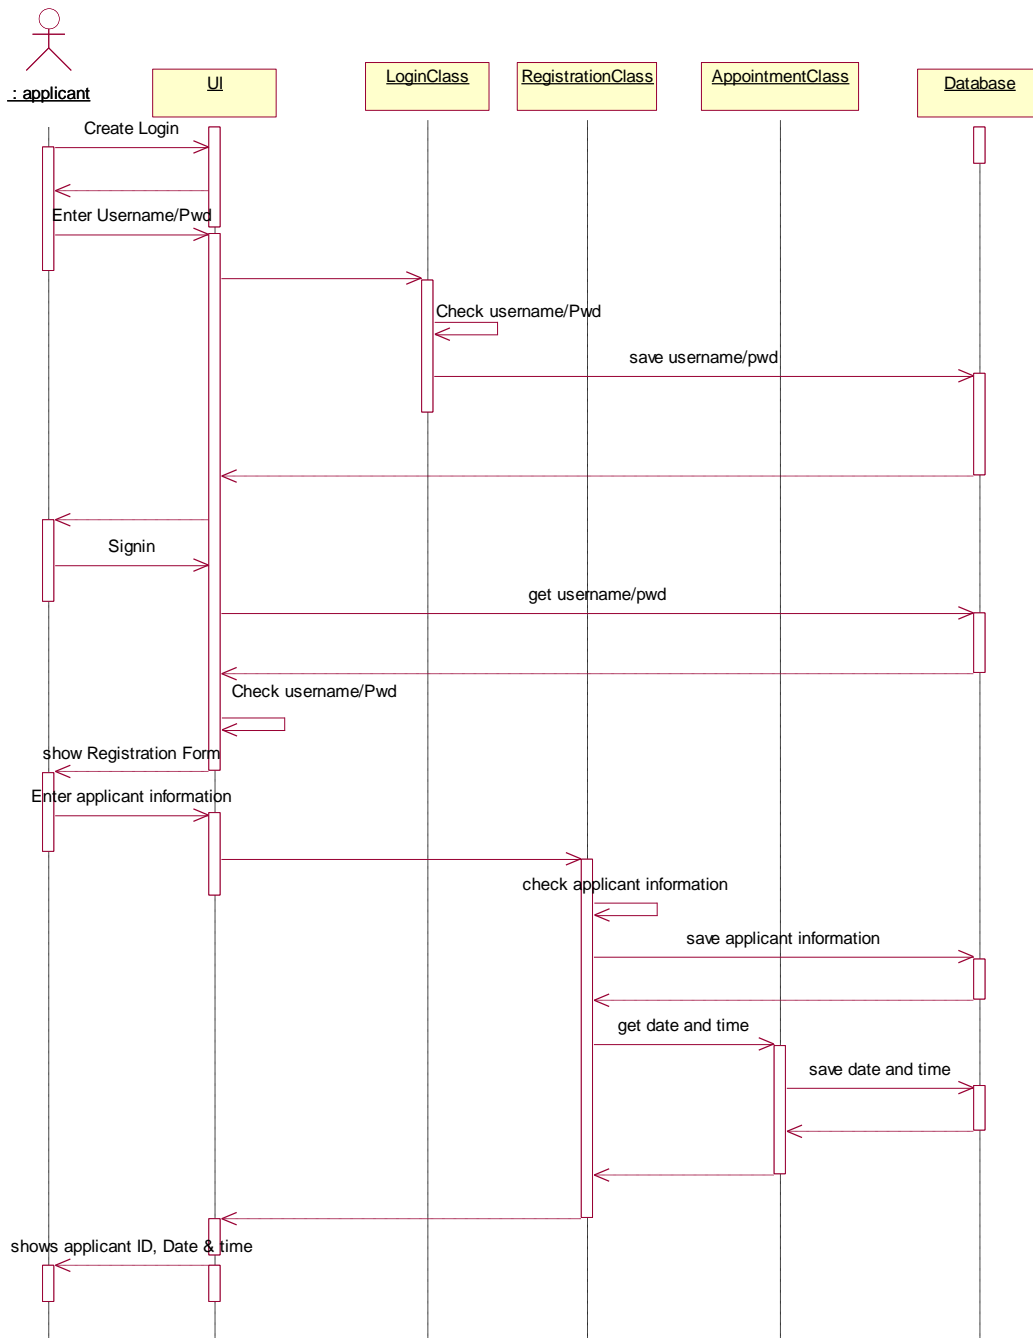 : applicant
UI
LoginClass
RegistrationClass
AppointmentClass
Database
Create Login
Enter Username/Pwd
Check username/Pwd
save username/pwd
Signin
get username/pwd
Check username/Pwd
show Registration Form
Enter applicant information
check applicant information
save applicant information
get date and time
save date and time
shows applicant ID, Date & time